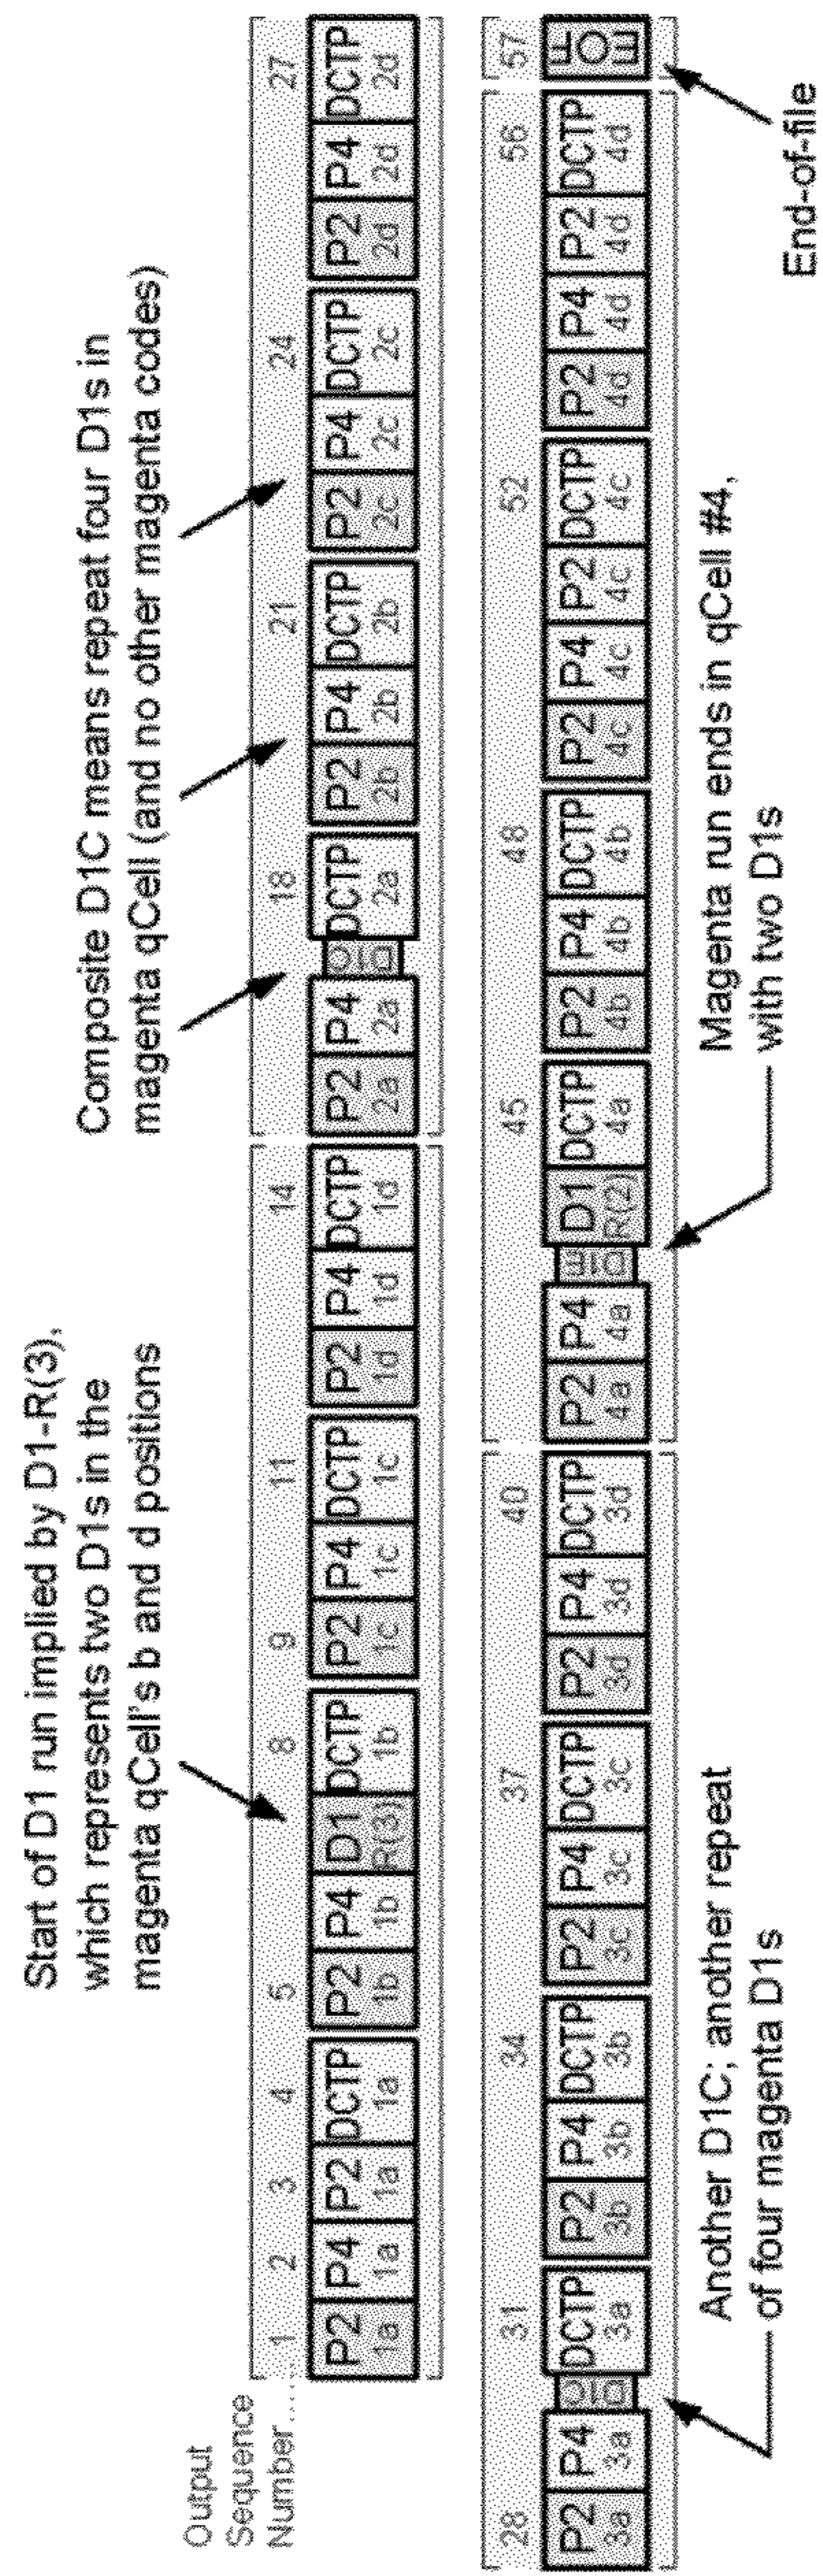 Start of D1 run implied by D1-R(3),
which represents two D1s in the
magenta qCell's b and d positions
Composite D1C means repeat four D1s in
magenta qCell (and no other magenta codes)
Output
Sequence
Number.....
1 2 3 4 5 8 9 11 14 18 21 24 27
P2 P4 P2 DCTP P2 P4 D1 DCTP P2 P4 DCTP P2 P4 DCTP P2 P4 D1C DCTP P2 P4 DCTP P2 P4 DCTP P2 P4 DCTP
1a 1a 1a 1a 1b 1b R(3) 1b 1c 1c 1c 1d 1d 1d 2a 2a 2a 2b 2b 2b 2c 2c 2c 2d 2d 2d
28 31 34 37 40 45 48 52 56 57
P2 P4 D1C DCTP P2 P4 DCTP P2 P4 DCTP P2 P4 DCTP P2 P4 D1E D1 DCTP P2 P4 DCTP P2 P4 P2 DCTP P2 P4 P2 DCTP EOF
3a 3a 3a 3b 3b 3b 3c 3c 3c 3d 3d 3d 4a 4a R(2) 4a 4b 4b 4b 4c 4c 4c 4c 4d 4d 4d 4d
Another D1C; another repeat
of four magenta D1s
Magenta run ends in qCell #4,
with two D1s
End-of-file